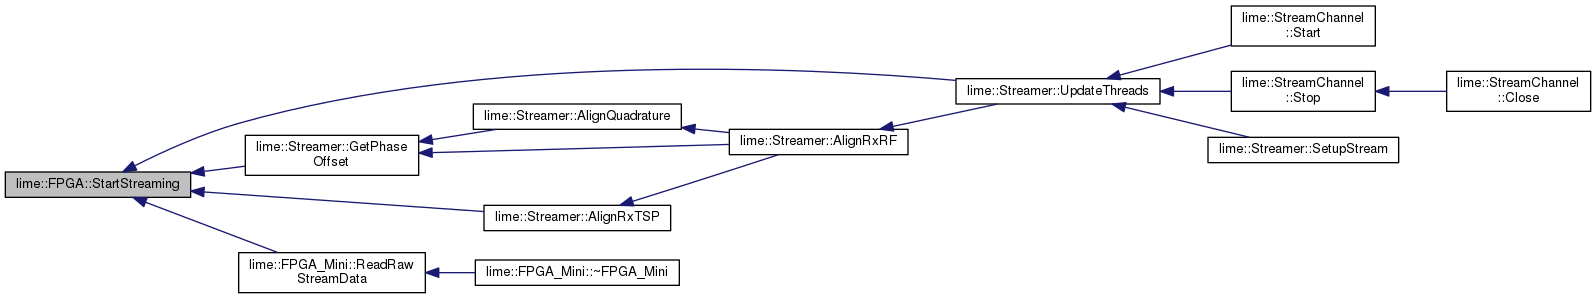 lime::FPGA::StartStreaming
lime::Streamer::GetPhase
Offset
lime::Streamer::AlignQuadrature
lime::Streamer::AlignRxRF
lime::Streamer::UpdateThreads
lime::StreamChannel
::Start
lime::StreamChannel
::Stop
lime::StreamChannel
::Close
lime::Streamer::SetupStream
lime::Streamer::AlignRxTSP
lime::FPGA_Mini::ReadRaw
StreamData
lime::FPGA_Mini::~FPGA_Mini